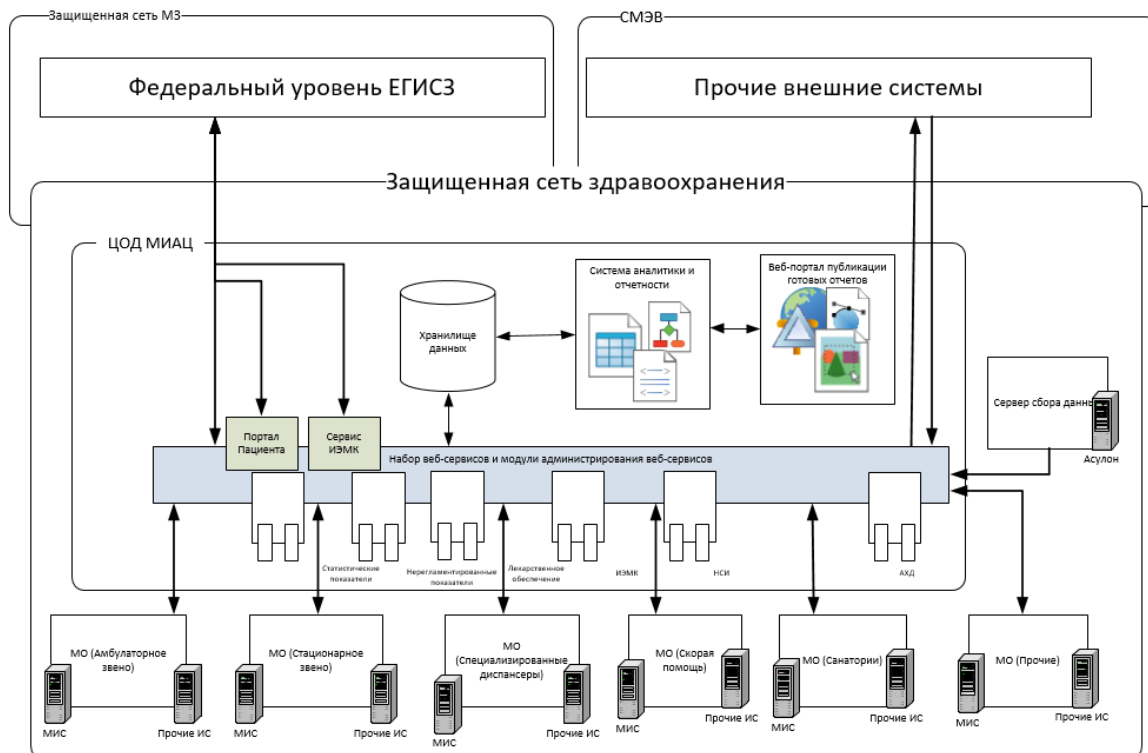 Защищенная сеть МЗ
СМЭВ
Федеральный уровень ЕГИСЗ
Прочие внешние системы
Защищенная сеть здравоохранения
ЦОД МИАЦ
Хранилище
данных
Система аналитики и
отчетности
Веб-портал публикации
готовых отчетов
Сервер сбора данны
Асулон
Портал
Пациента
Сервис
ИЭМК
Набор веб-сервисов и модули администрирования веб-сервисов
Статистические
показатели
Нерегламентированные
показатели
Лекарственное
обеспечение
ИЭМК
НСИ
АХД
МО (Амбулаторное
звено)
МИС
Прочие ИС
МО (Стационарное
звено)
МИС
Прочие ИС
МО
(Специализированные
диспансеры)
МИС
Прочие ИС
МО (Скорая
помощь)
МИС
Прочие ИС
МО (Санатории)
МИС
Прочие ИС
МО (Прочие)
МИС
Прочие ИС